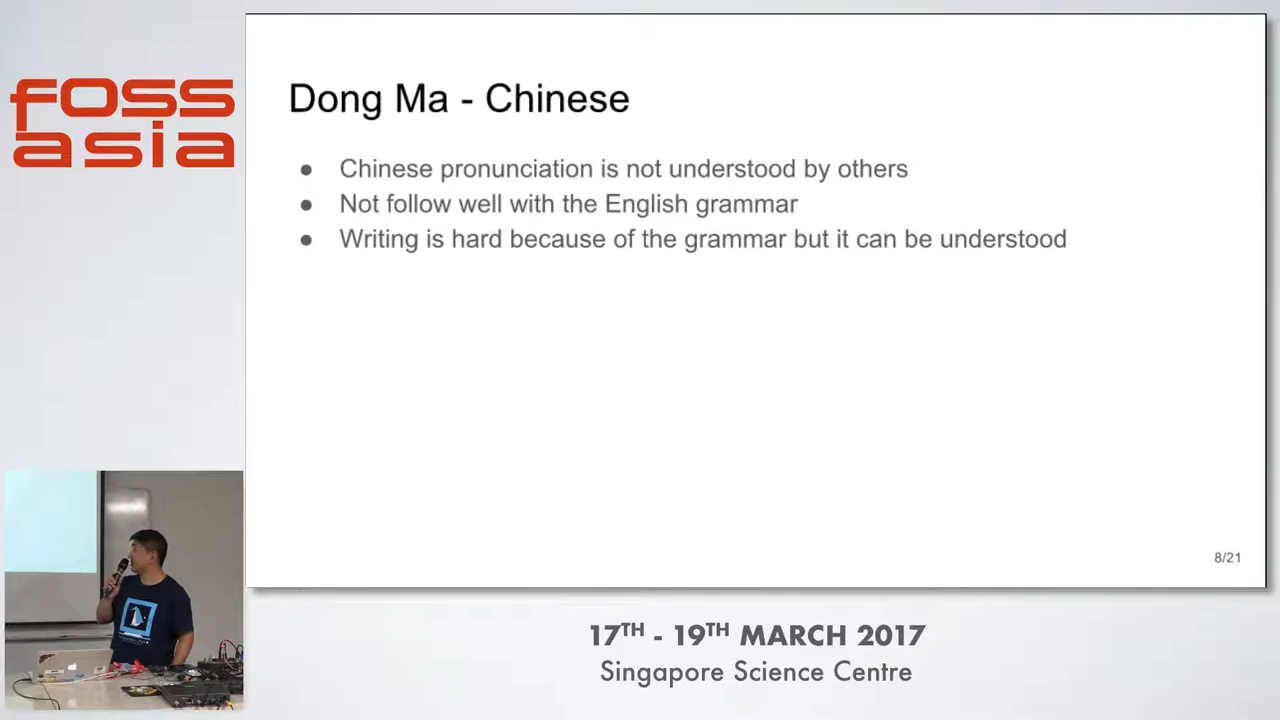 foss
asia
Dong Ma - Chinese
● Chinese pronunciation is not understood by others
● Not follow well with the English grammar
● Writing is hard because of the grammar but it can be understood
8/21
17TH - 19TH MARCH 2017
Singapore Science Centre